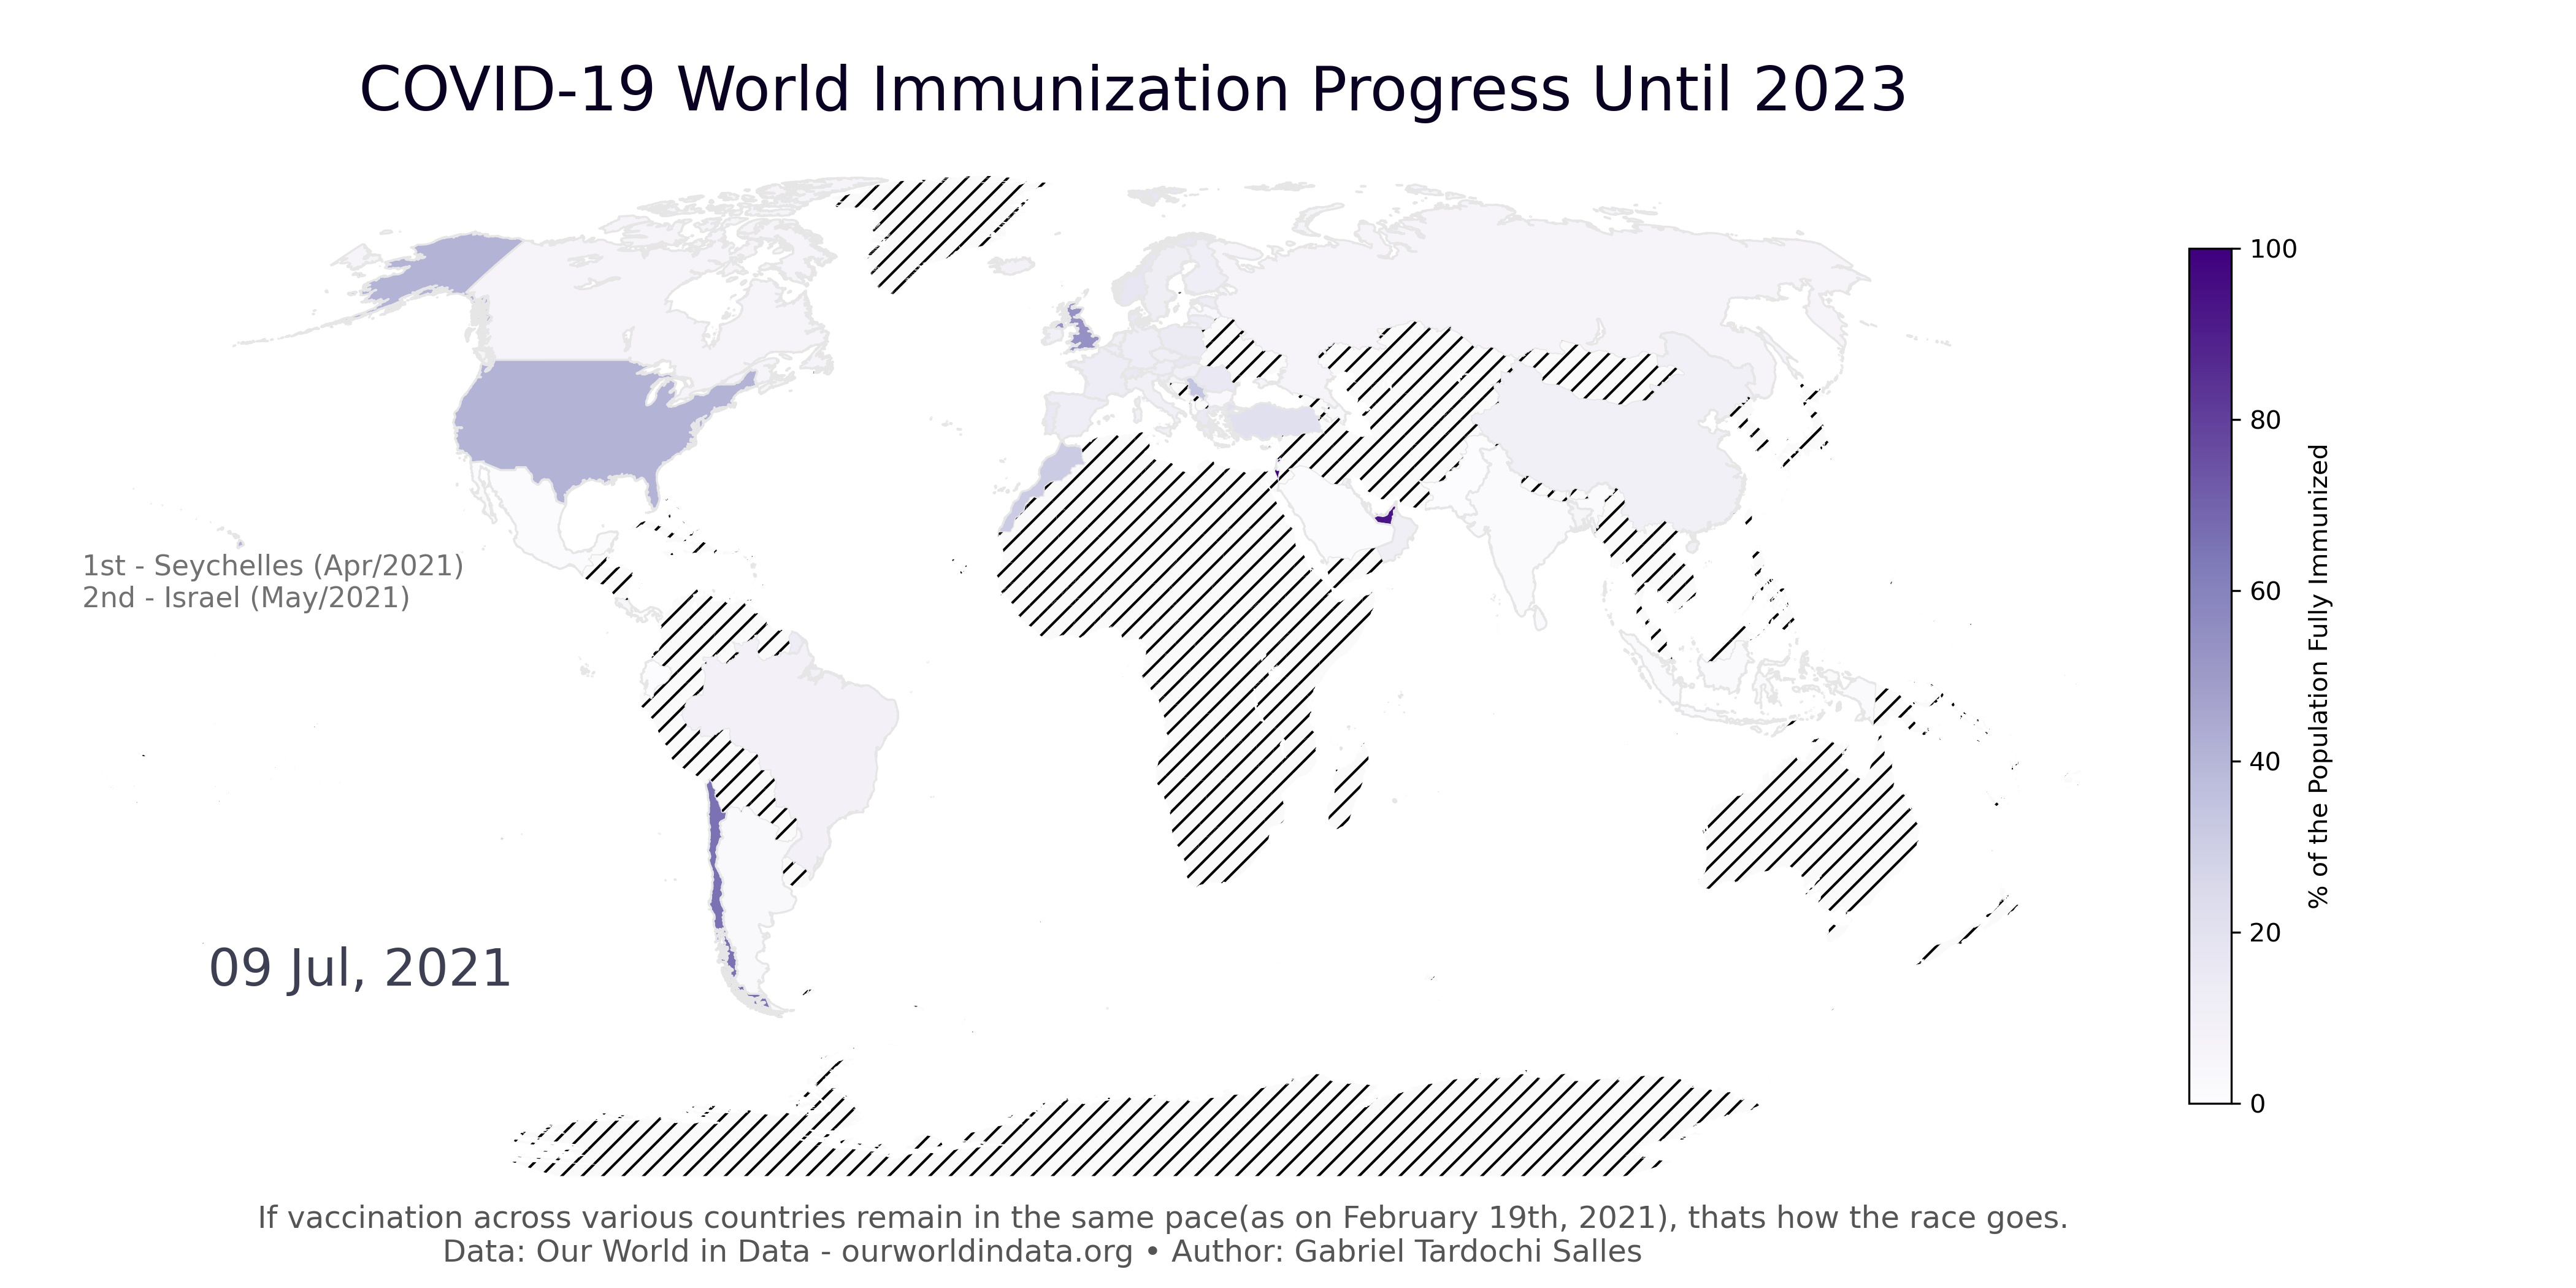 COVID-19 World Immunization Progress Until 2023
1st - Seychelles (Apr/2021)
2nd - Israel (May/2021)
09 Jul, 2021
100
80
60
40
20
0
% of the Population Fully Immunized
If vaccination across various countries remain in the same pace(as on February 19th, 2021), thats how the race goes.
Data: Our World in Data - ourworldindata.org • Author: Gabriel Tardochi Salles